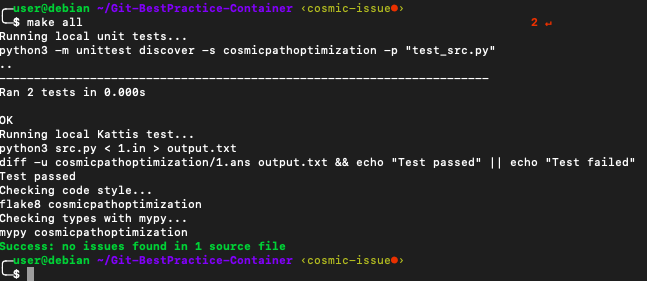 ╭─user@debian ~/Git-BestPractice-Container ‹cosmic-issue●›
╰─$ make all 2 ↵
Running local unit tests...
python3 -m unittest discover -s cosmicpathoptimization -p "test_src.py"
..
----------------------------------------------------------------------
Ran 2 tests in 0.000s

OK
Running local Kattis test...
python3 src.py < 1.in > output.txt
diff -u cosmicpathoptimization/1.ans output.txt && echo "Test passed" || echo "Test failed"
Test passed
Checking code style...
flake8 cosmicpathoptimization
Checking types with mypy...
mypy cosmicpathoptimization
Success: no issues found in 1 source file
╭─user@debian ~/Git-BestPractice-Container ‹cosmic-issue●›
╰─$